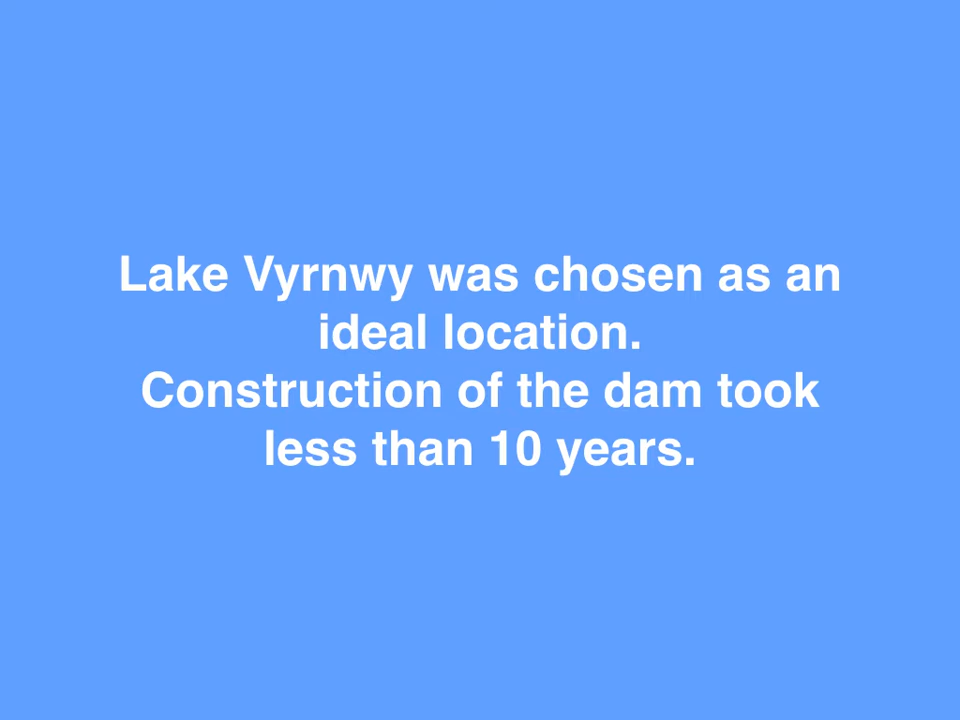 Lake Vyrnwy was chosen as an
ideal location.
Construction of the dam took
less than 10 years.